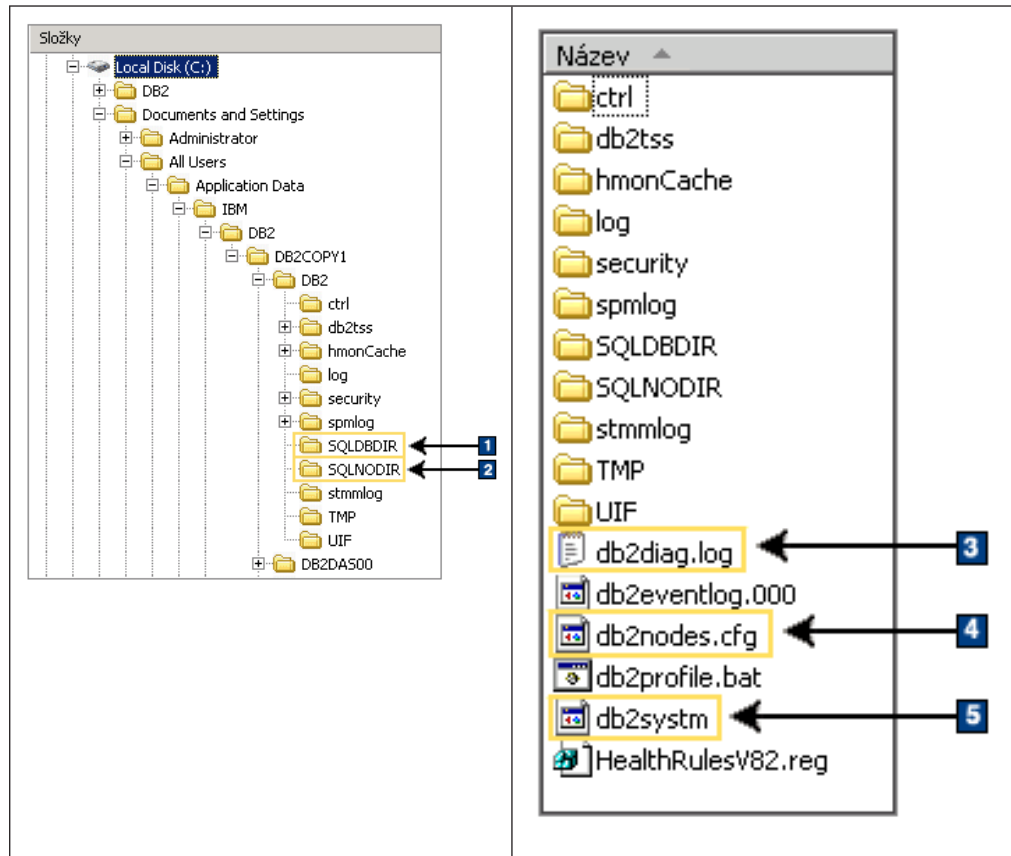 Složky
Local Disk (C:)
DB2
Documents and Settings
Administrator
All Users
Application Data
IBM
DB2
DB2COPY1
DB2
ctrl
db2tss
hmonCache
log
security
spmlog
SQLDBDIR
1
SQLNODIR
2
stmmlog
TMP
UIF
DB2DAS00
Název
ctrl
db2tss
hmonCache
log
security
spmlog
SQLDBDIR
SQLNODIR
stmmlog
TMP
UIF
db2diag.log
3
db2eventlog.000
db2nodes.cfg
4
db2profile.bat
db2systm
5
HealthRulesV82.reg